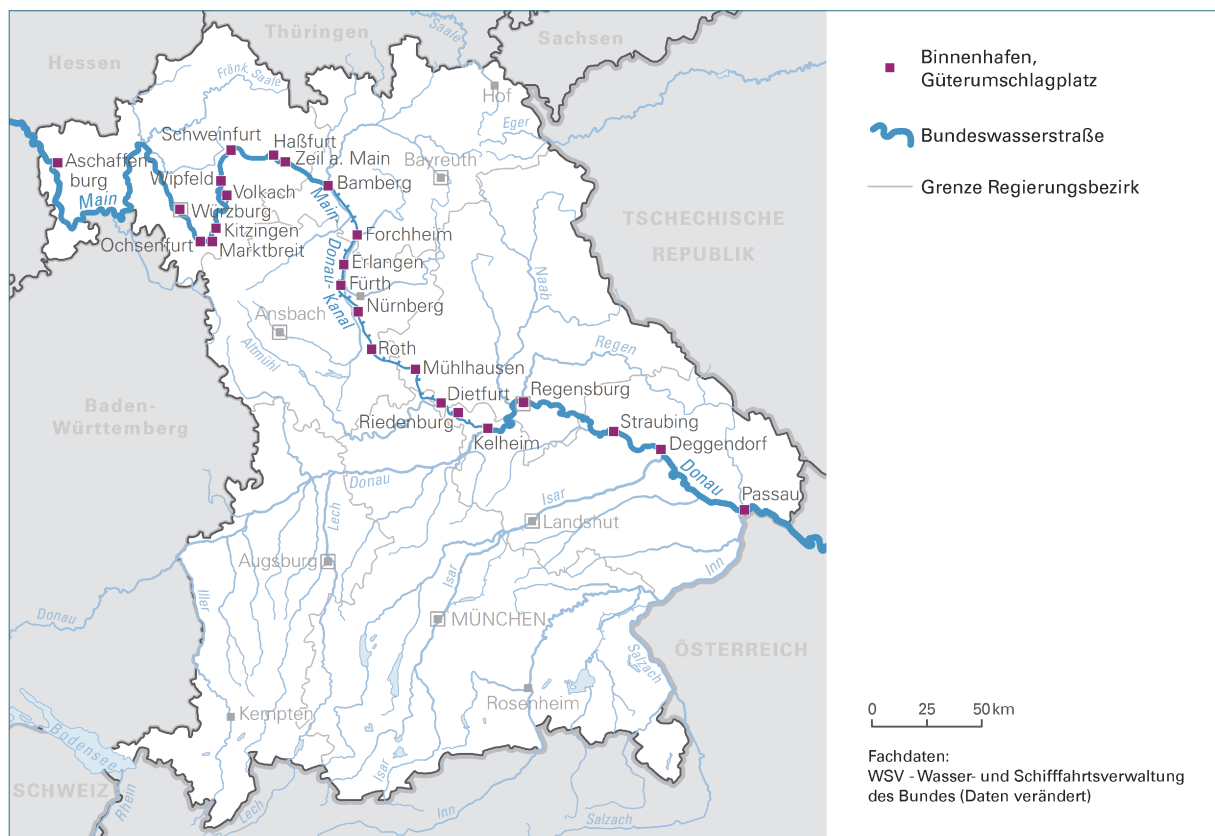 Thüringen
Saale
Sachsen
Hessen
Fränk. Saale
Hof
Eger
Schweinfurt
Haßfurt
Zeil a. Main
Aschaffen
burg
Bayreuth
Wipfeld
Bamberg
Volkach
Main
Würzburg
Main-
Donau-
Kanal
TSCHECHISCHE
REPUBLIK
Kitzingen
Forchheim
Ochsenfurt
Marktbreit
Erlangen
Fürth
Naab
Nürnberg
Ansbach
Altmühl
Roth
Regen
Mühlhausen
Dietfurt
Regensburg
Baden-
Württemberg
Riedenburg
Straubing
Kelheim
Deggendorf
Donau
Donau
Passau
Isar
Lech
Landshut
Augsburg
Isar
Inn
Iller
Donau
MÜNCHEN
ÖSTERREICH
Salzach
Rosenheim
Kempten
Bodensee
Isar
SCHWEIZ
Rhein
Lech
Inn
Salzach
Binnenhafen,
Güterumschlagplatz
Bundeswasserstraße
Grenze Regierungsbezirk
0 25 50 km
Fachdaten:
WSV - Wasser- und Schifffahrtsverwaltung
des Bundes (Daten verändert)